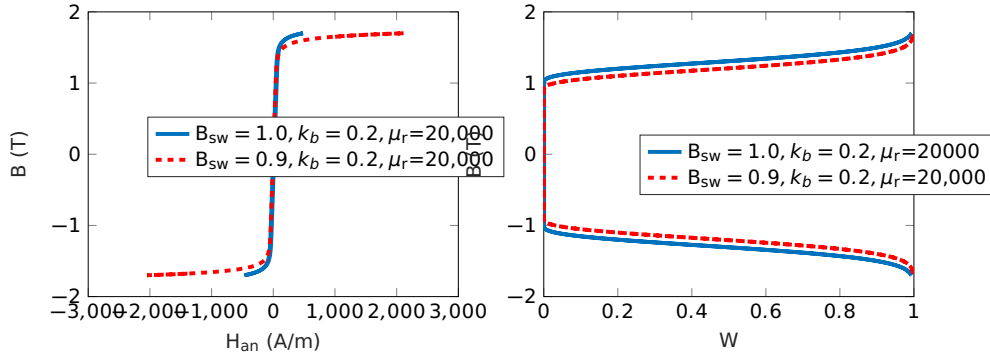 2
1
0
−1
−2
B (T)
B_sw = 1.0, k_b = 0.2, μ_r=20,000
B_sw = 0.9, k_b = 0.2, μ_r=20,000
−3,000 −2,000 −1,000 0 1,000 2,000 3,000
H_an (A/m)
2
1
0
−1
−2
B (T)
B_sw = 1.0, k_b = 0.2, μ_r=20000
B_sw = 0.9, k_b = 0.2, μ_r=20,000
0 0.2 0.4 0.6 0.8 1
W